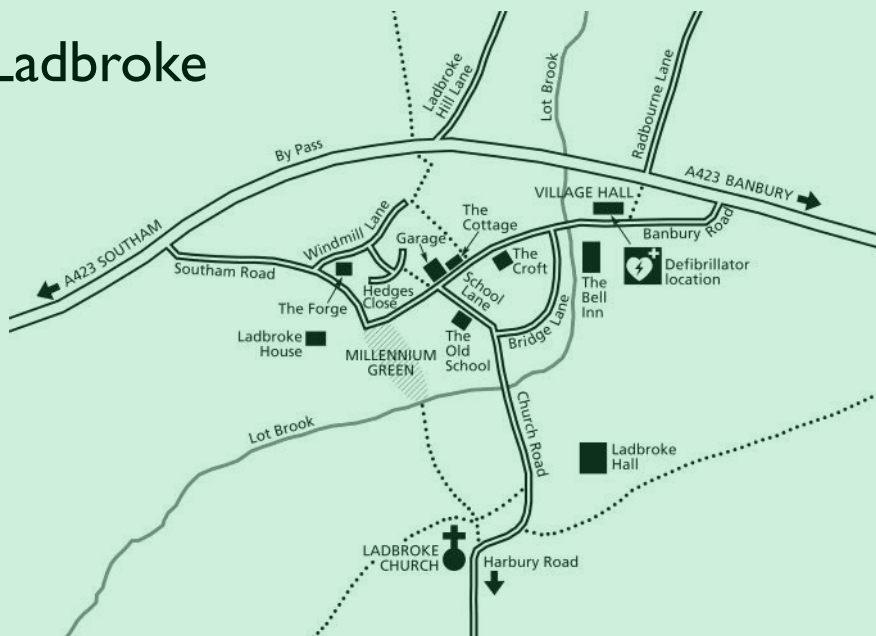 Ladbroke
Ladbroke
Hill Lane
Lot Brook
Radbourne Lane
By Pass
A423 BANBURY
VILLAGE HALL
A423 SOUTHAM
Windmill Lane
Garage
The
Cottage
Banbury Road
Southam Road
The
Croft
School
Lane
Defibrillator
location
The Forge
Hedges
Close
The
Bell
Inn
Ladbroke
House
MILLENNIUM
GREEN
The
Old
School
Bridge Lane
Lot Brook
Church Road
Ladbroke
Hall
LADBROKE
CHURCH
Harbury Road